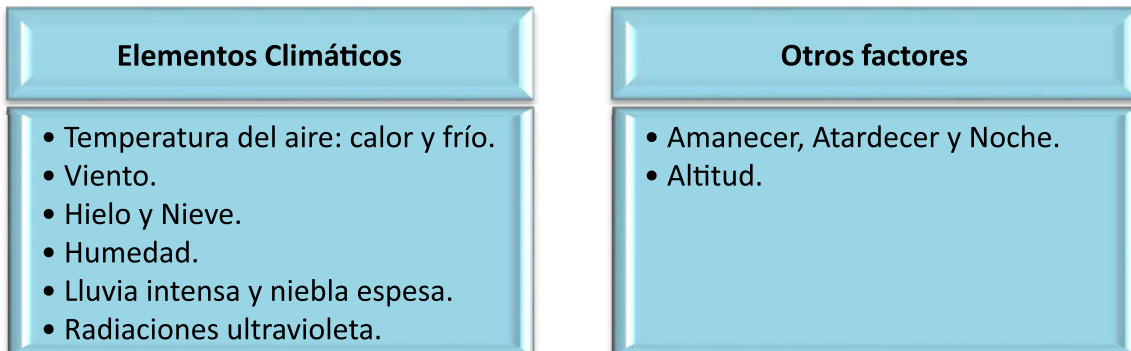 Elementos Climáticos
• Temperatura del aire: calor y frío.
• Viento.
• Hielo y Nieve.
• Humedad.
• Lluvia intensa y niebla espesa.
• Radiaciones ultravioleta.
Otros factores
• Amanecer, Atardecer y Noche.
• Altitud.